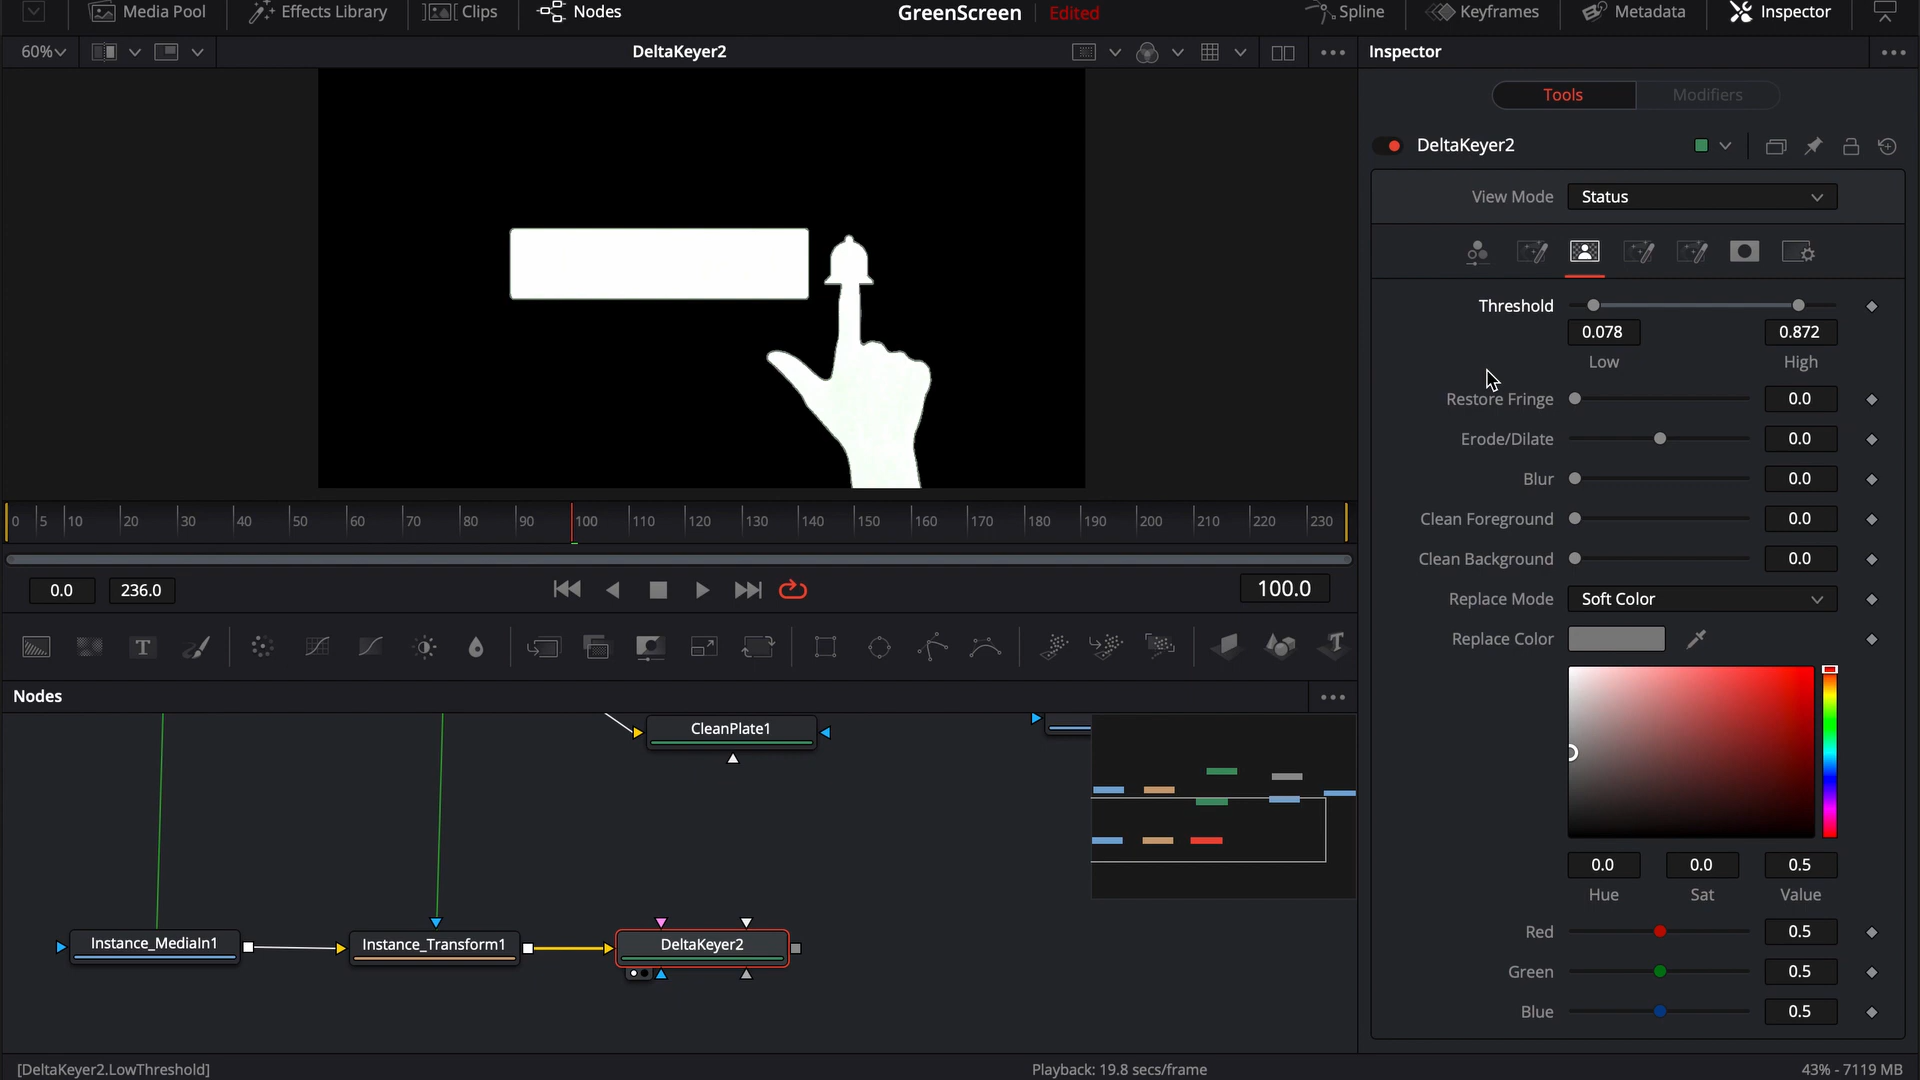 Media Pool
Effects Library
Clips
Nodes
GreenScreen
Edited
Spline
Keyframes
Metadata
Inspector
60%
DeltaKeyer2
Inspector
Tools
Modifiers
DeltaKeyer2
View Mode
Status
Threshold
0.078
0.872
Low
High
Restore Fringe
0.0
Erode/Dilate
0.0
Blur
0.0
Clean Foreground
0.0
Clean Background
0.0
Replace Mode
Soft Color
Replace Color
0.0
0.0
0.5
Hue
Sat
Value
Red
0.5
Green
0.5
Blue
0.5
0 5 10 20 30 40 50 60 70 80 90 100 110 120 130 140 150 160 170 180 190 200 210 220 230
0.0
236.0
100.0
T
T
Nodes
CleanPlate1
Instance_MediaIn1
Instance_Transform1
DeltaKeyer2
[DeltaKeyer2.LowThreshold]
Playback: 19.8 secs/frame
43% - 7119 MB